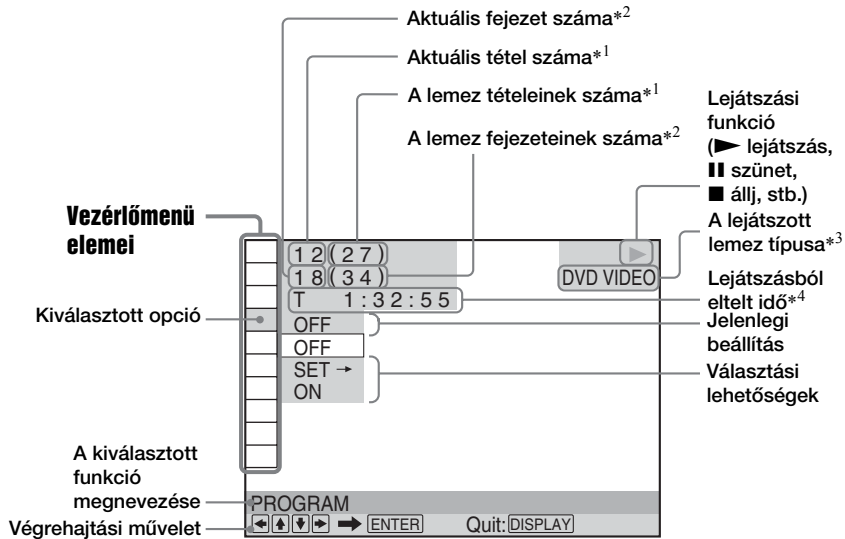 Aktuális fejezet száma*2
Aktuális tétel száma*1
A lemez tételeinek száma*1
A lemez fejezeteinek száma*2
Lejátszási
funkció
(► lejátszás,
❚❚ szünet,
■ állj, stb.)
A lejátszott
lemez típusa*3
Lejátszásból
eltelt idő*4
Jelenlegi
beállítás
Választási
lehetőségek
Vezérlőmenü
elemei
Kiválasztott opció
A kiválasztott
funkció
megnevezése
Végrehajtási művelet
12(27)
18(34)
T 1:32:55
OFF
OFF
SET →
ON
►
DVD VIDEO
PROGRAM
← ↑ ↓ → ➡ ENTER Quit: DISPLAY